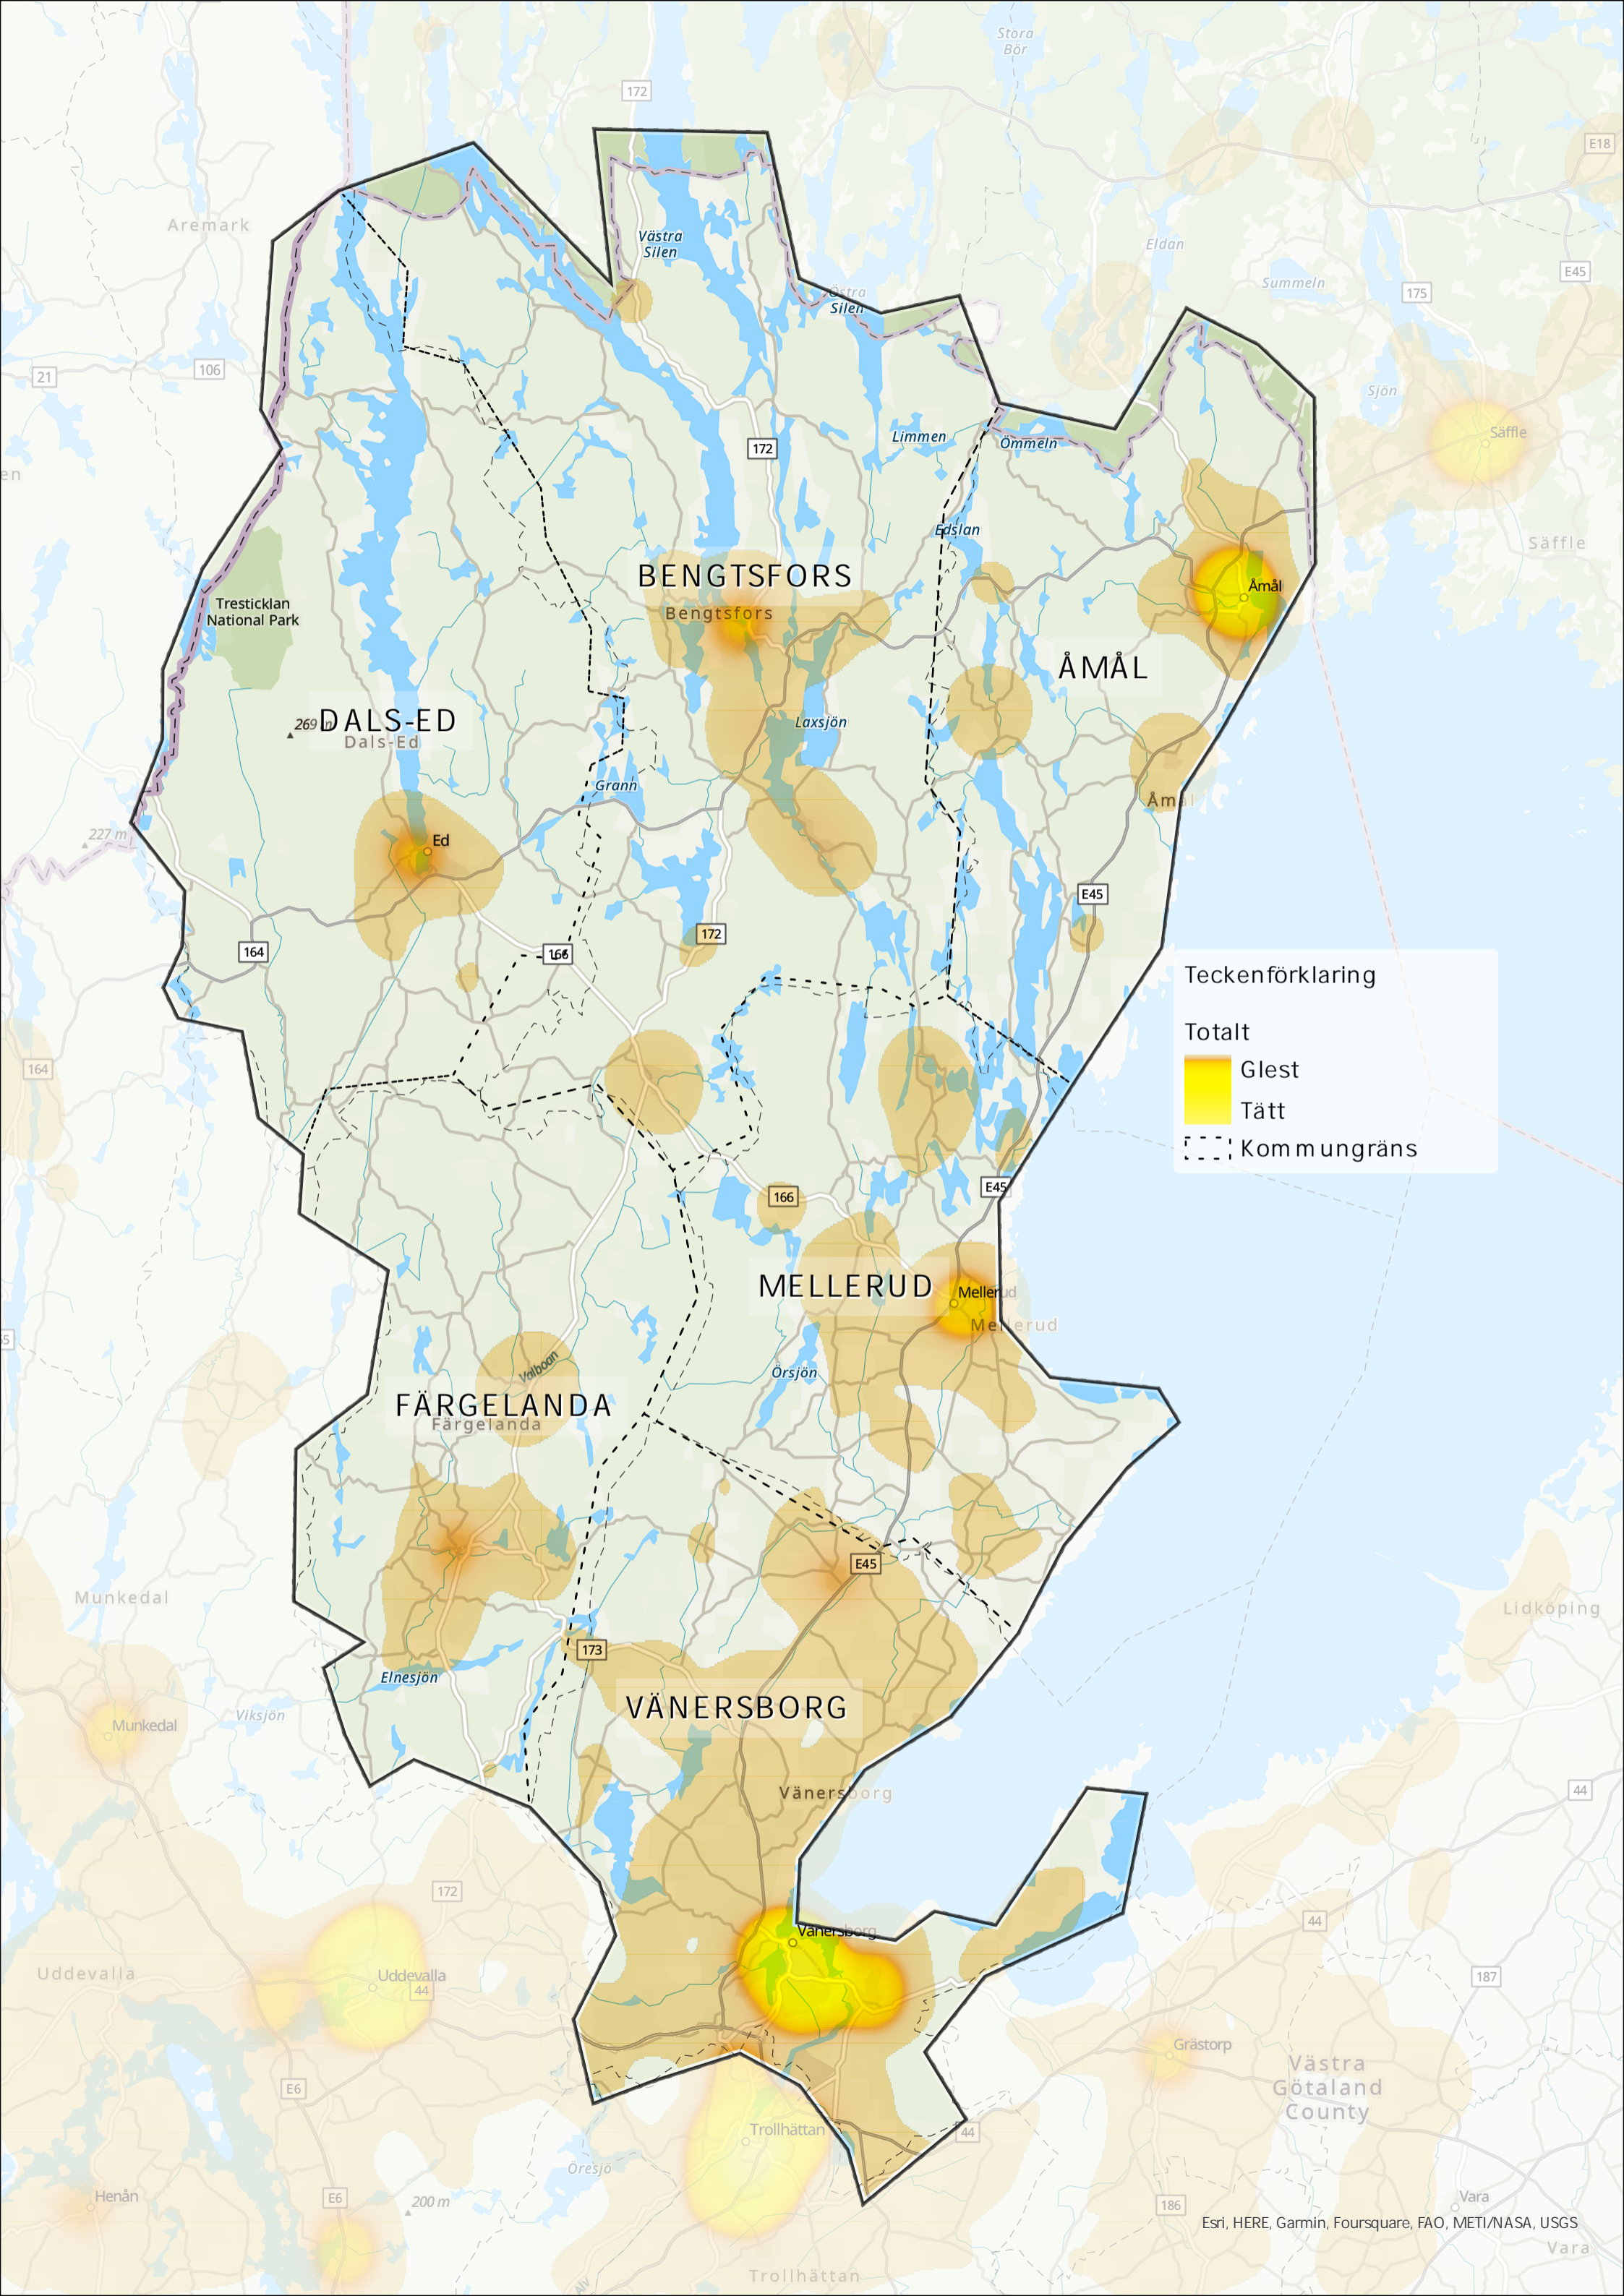 Stora
Bör
172
E18
Aremark
Västra
Silen
Eldan
E45
Summeln
175
Östra
Silen
106
21
Sjön
Säffle
Limmen
Ömmeln
172
en
Edslan
Säffle
BENGTSFORS
Bengtsfors
Åmål
Tresticklan
National Park
ÅMÅL
DALS-ED
269 m
Dals-Ed
Laxsjön
Granh
Åmål
227 m
Ed
E45
172
164
166
Teckenförklaring
Totalt
Glest
Tätt
Kommungräns
164
E45
166
MELLERUD
Mellerud
Mellerud
Valboån
Örsjön
FÄRGELANDA
Färgelanda
E45
Munkedal
Lidköping
173
Elnesjön
VÄNERSBORG
Viksjön
Munkedal
Vänersborg
44
172
44
Vänersborg
Uddevalla
Uddevalla
44
187
Grästorp
Västra
Götaland
County
E6
Trollhättan
44
Öresjö
Henån
E6
200 m
186
Vara
Esri, HERE, Garmin, Foursquare, FAO, METI/NASA, USGS
Vara
Trollhättan